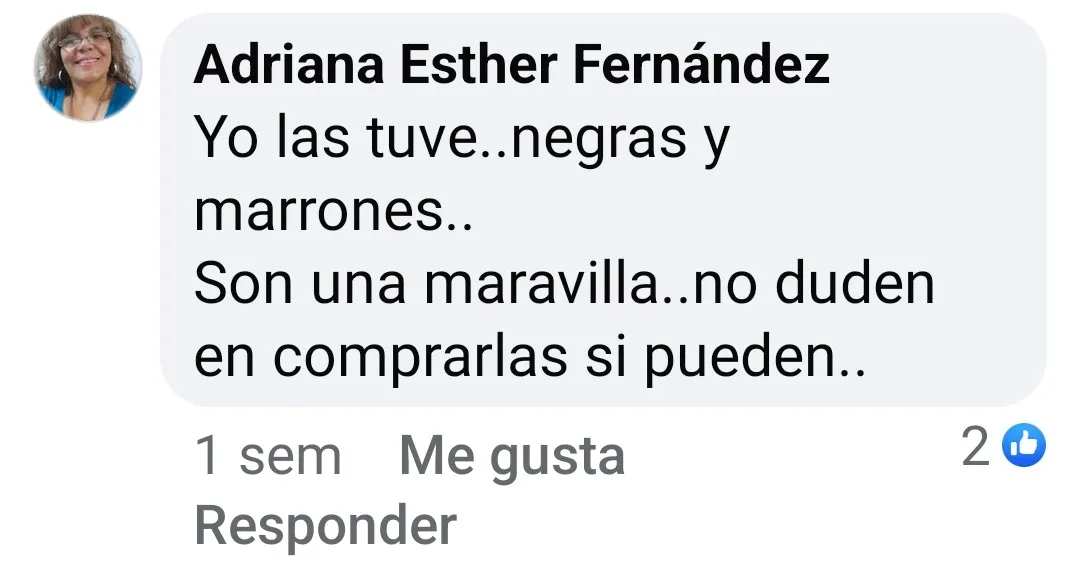 Adriana Esther Fernández
Yo las tuve..negras y
marrones..
Son una maravilla..no duden
en comprarlas si pueden..
1 sem Me gusta 2
Responder